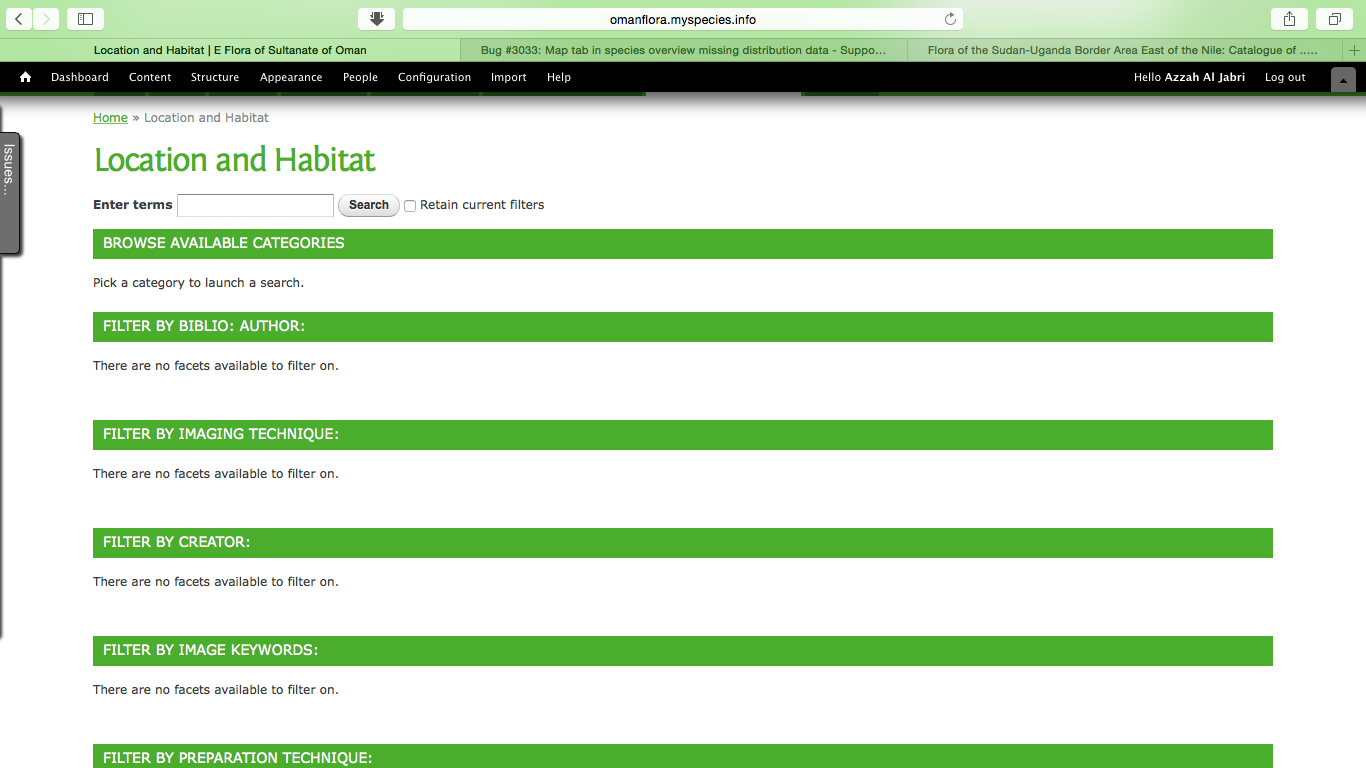 omanflora.myspecies.info
Location and Habitat | E Flora of Sultanate of Oman
Bug #3033: Map tab in species overview missing distribution data - Suppo...
Flora of the Sudan-Uganda Border Area East of the Nile: Catalogue of .....
Dashboard Content Structure Appearance People Configuration Import Help Hello Azzah Al Jabri Log out
Home » Location and Habitat
Issues...
Location and Habitat
Enter terms Search Retain current filters
BROWSE AVAILABLE CATEGORIES
Pick a category to launch a search.
FILTER BY BIBLIO: AUTHOR:
There are no facets available to filter on.
FILTER BY IMAGING TECHNIQUE:
There are no facets available to filter on.
FILTER BY CREATOR:
There are no facets available to filter on.
FILTER BY IMAGE KEYWORDS:
There are no facets available to filter on.
FILTER BY PREPARATION TECHNIQUE: